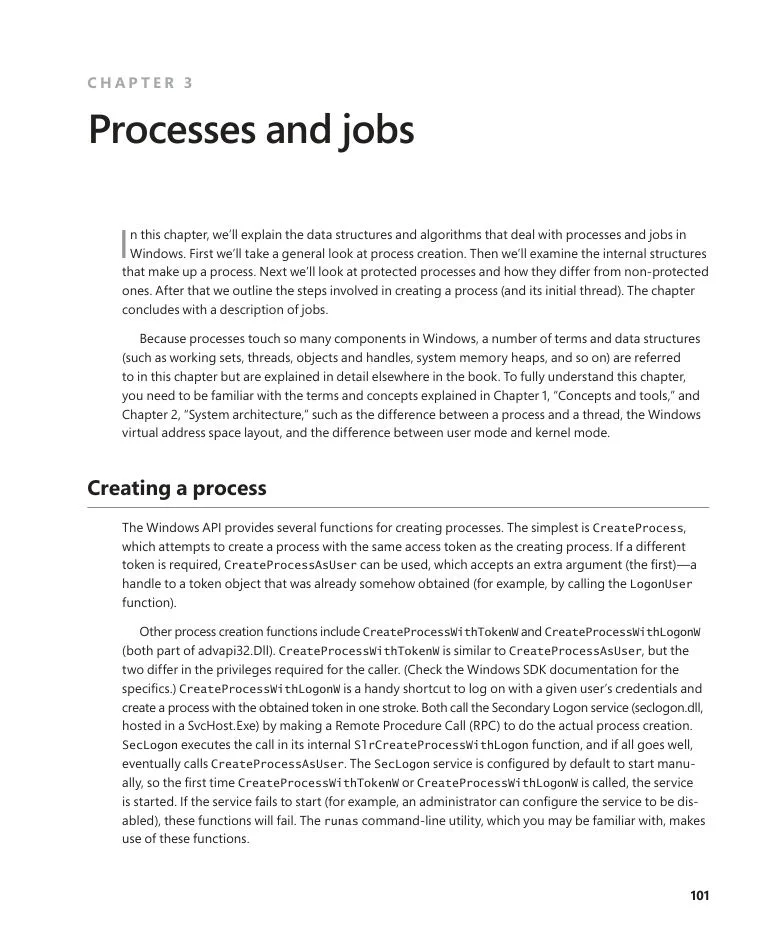 CHAPTER 3
Processes and jobs
In this chapter, we’ll explain the data structures and algorithms that deal with processes and jobs in
Windows. First we’ll take a general look at process creation. Then we’ll examine the internal structures
that make up a process. Next we’ll look at protected processes and how they differ from non-protected
ones. After that we outline the steps involved in creating a process (and its initial thread). The chapter
concludes with a description of jobs.
Because processes touch so many components in Windows, a number of terms and data structures
(such as working sets, threads, objects and handles, system memory heaps, and so on) are referred
to in this chapter but are explained in detail elsewhere in the book. To fully understand this chapter,
you need to be familiar with the terms and concepts explained in Chapter 1, “Concepts and tools,” and
Chapter 2, “System architecture,” such as the difference between a process and a thread, the Windows
virtual address space layout, and the difference between user mode and kernel mode.
Creating a process
The Windows API provides several functions for creating processes. The simplest is CreateProcess,
which attempts to create a process with the same access token as the creating process. If a different
token is required, CreateProcessAsUser can be used, which accepts an extra argument (the first)—a
handle to a token object that was already somehow obtained (for example, by calling the LogonUser
function).
Other process creation functions include CreateProcessWithTokenW and CreateProcessWithLogonW
(both part of advapi32.Dll). CreateProcessWithTokenW is similar to CreateProcessAsUser, but the
two differ in the privileges required for the caller. (Check the Windows SDK documentation for the
specifics.) CreateProcessWithLogonW is a handy shortcut to log on with a given user’s credentials and
create a process with the obtained token in one stroke. Both call the Secondary Logon service (seclogon.dll,
hosted in a SvcHost.Exe) by making a Remote Procedure Call (RPC) to do the actual process creation.
SecLogon executes the call in its internal SlrCreateProcessWithLogon function, and if all goes well,
eventually calls CreateProcessAsUser. The SecLogon service is configured by default to start manu-
ally, so the first time CreateProcessWithTokenW or CreateProcessWithLogonW is called, the service
is started. If the service fails to start (for example, an administrator can configure the service to be dis-
abled), these functions will fail. The runas command-line utility, which you may be familiar with, makes
use of these functions.
101